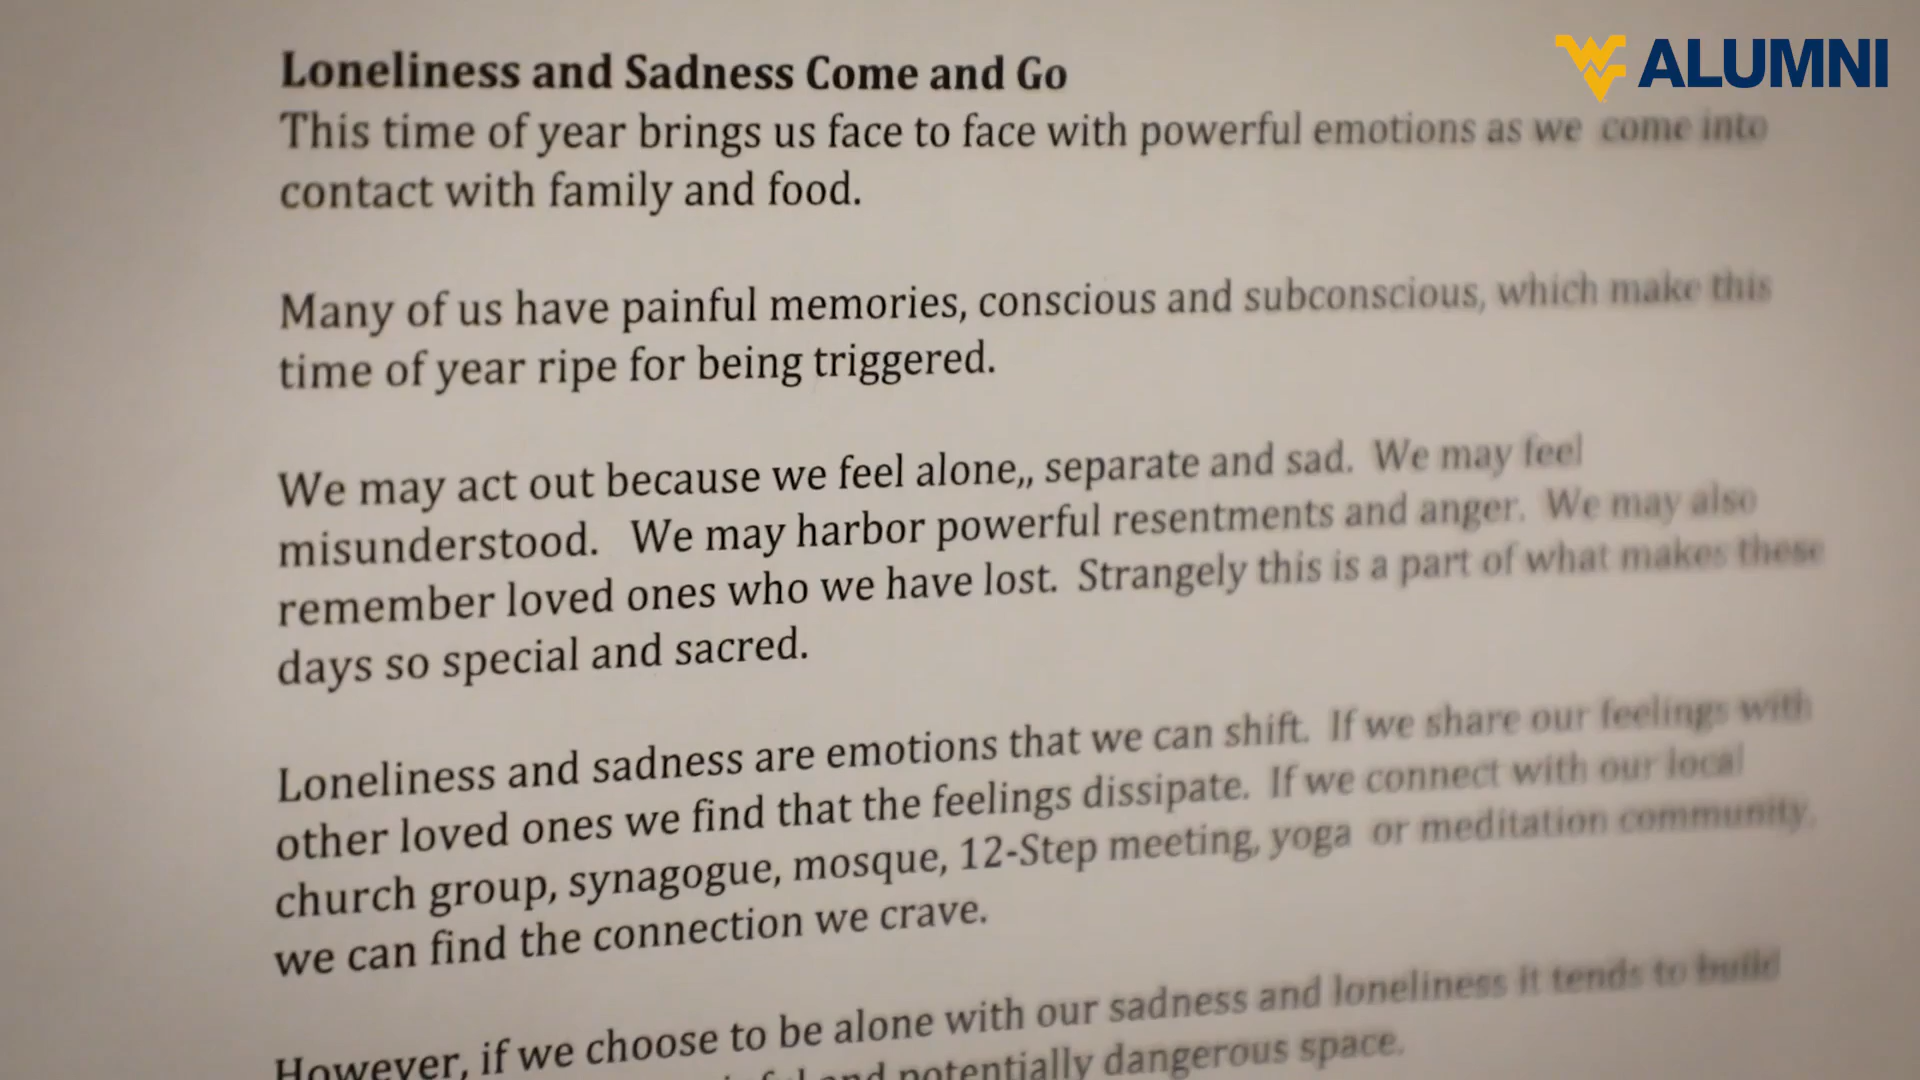 ALUMNI
Loneliness and Sadness Come and Go
This time of year brings us face to face with powerful emotions as we come into
contact with family and food.
Many of us have painful memories, conscious and subconscious, which make this
time of year ripe for being triggered.
We may act out because we feel alone,, separate and sad. We may feel
misunderstood. We may harbor powerful resentments and anger. We may also
remember loved ones who we have lost. Strangely this is a part of what makes these
days so special and sacred.
Loneliness and sadness are emotions that we can shift. If we share our feelings with
other loved ones we find that the feelings dissipate. If we connect with our local
church group, synagogue, mosque, 12-Step meeting, yoga or meditation community,
we can find the connection we crave.
However, if we choose to be alone with our sadness and loneliness it tends to build
and potentially dangerous space.